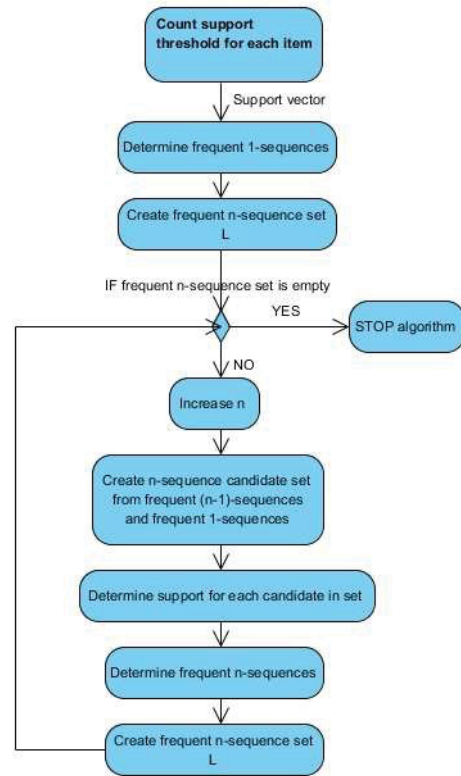 Count support
threshold for each item
Support vector
Determine frequent 1-sequences
Create frequent n-sequence set
L
IF frequent n-sequence set is empty
YES
STOP algorithm
NO
Increase n
Create n-sequence candidate set
from frequent (n-1)-sequences
and frequent 1-sequences
Determine support for each candidate in set
Determine frequent n-sequences
Create frequent n-sequence set
L